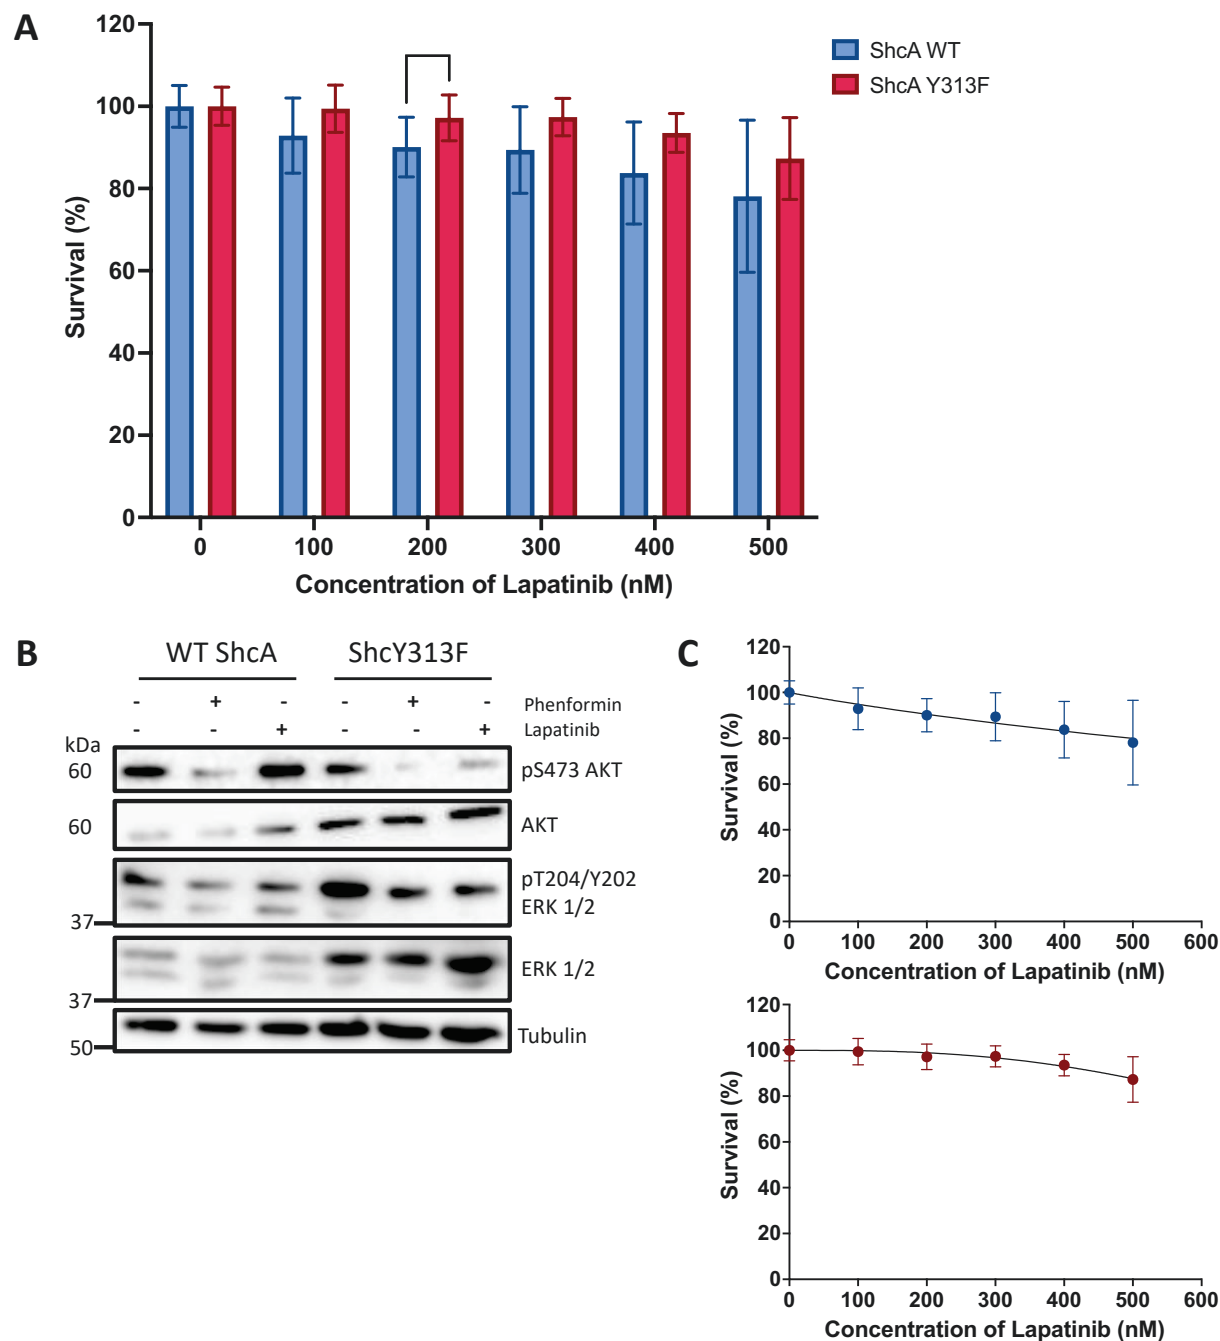 A
120
100
80
60
40
20
0
Survival (%)
0 100 200 300 400 500
Concentration of Lapatinib (nM)
ShcA WT
ShcA Y313F
B
WT ShcA ShcY313F
- + - - + - Phenformin
- - + - - + Lapatinib
kDa
60 pS473 AKT
60 AKT
pT204/Y202
ERK 1/2
37
ERK 1/2
37
Tubulin
50
C
120
100
80
60
40
20
0
Survival (%)
0 100 200 300 400 500 600
Concentration of Lapatinib (nM)
120
100
80
60
40
20
0
Survival (%)
0 100 200 300 400 500 600
Concentration of Lapatinib (nM)